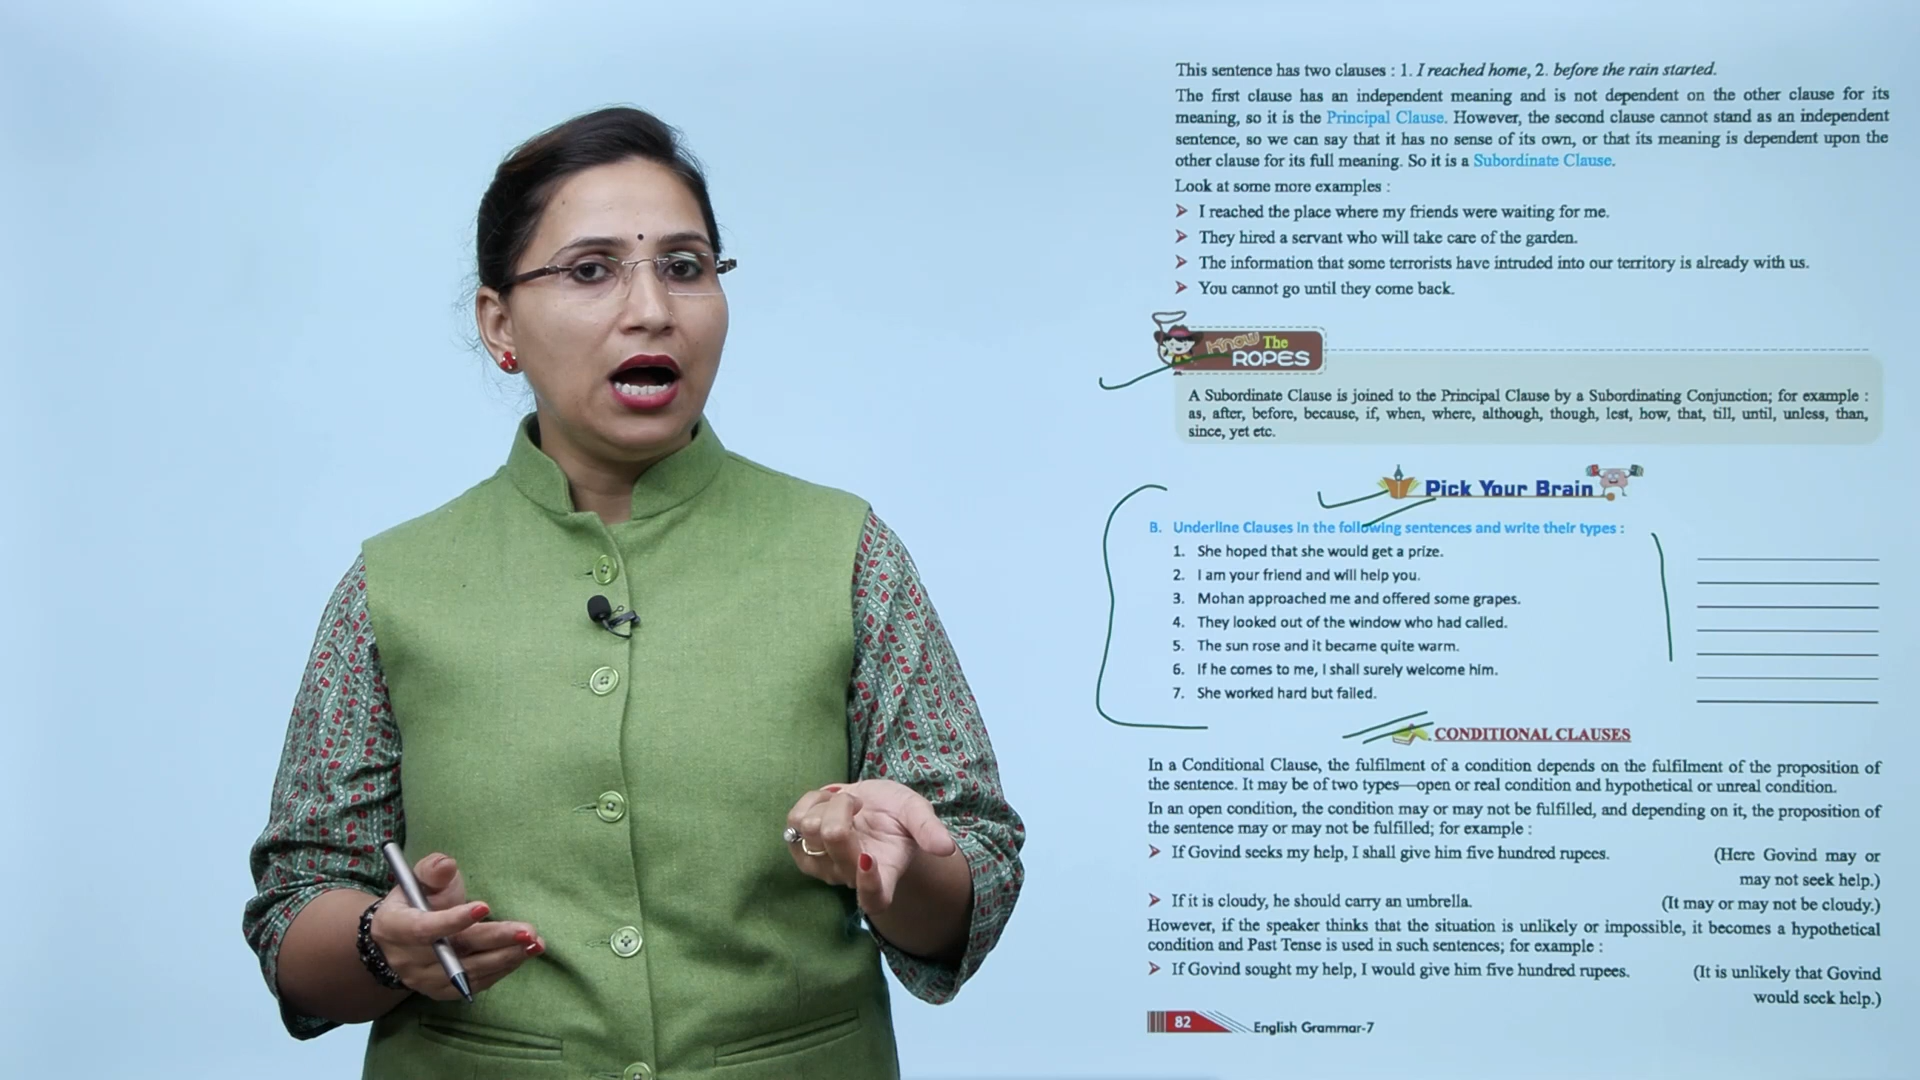 This sentence has two clauses : 1. I reached home, 2. before the rain started.
The first clause has an independent meaning and is not dependent on the other clause for its
meaning, so it is the Principal Clause. However, the second clause cannot stand as an independent
sentence, so we can say that it has no sense of its own, or that its meaning is dependent upon the
other clause for its full meaning. So it is a Subordinate Clause.
Look at some more examples :
➤ I reached the place where my friends were waiting for me.
➤ They hired a servant who will take care of the garden.
➤ The information that some terrorists have intruded into our territory is already with us.
➤ You cannot go until they come back.
Know The
ROPES
A Subordinate Clause is joined to the Principal Clause by a Subordinating Conjunction; for example :
as, after, before, because, if, when, where, although, though, lest, how, that, till, until, unless, than,
since, yet etc.
Pick Your Brain
B. Underline Clauses in the following sentences and write their types :
1. She hoped that she would get a prize.
2. I am your friend and will help you.
3. Mohan approached me and offered some grapes.
4. They looked out of the window who had called.
5. The sun rose and it became quite warm.
6. If he comes to me, I shall surely welcome him.
7. She worked hard but failed.
CONDITIONAL CLAUSES
In a Conditional Clause, the fulfilment of a condition depends on the fulfilment of the proposition of
the sentence. It may be of two types—open or real condition and hypothetical or unreal condition.
In an open condition, the condition may or may not be fulfilled, and depending on it, the proposition of
the sentence may or may not be fulfilled; for example :
➤ If Govind seeks my help, I shall give him five hundred rupees. (Here Govind may or
may not seek help.)
➤ If it is cloudy, he should carry an umbrella. (It may or may not be cloudy.)
However, if the speaker thinks that the situation is unlikely or impossible, it becomes a hypothetical
condition and Past Tense is used in such sentences; for example :
➤ If Govind sought my help, I would give him five hundred rupees. (It is unlikely that Govind
would seek help.)
82 English Grammar-7